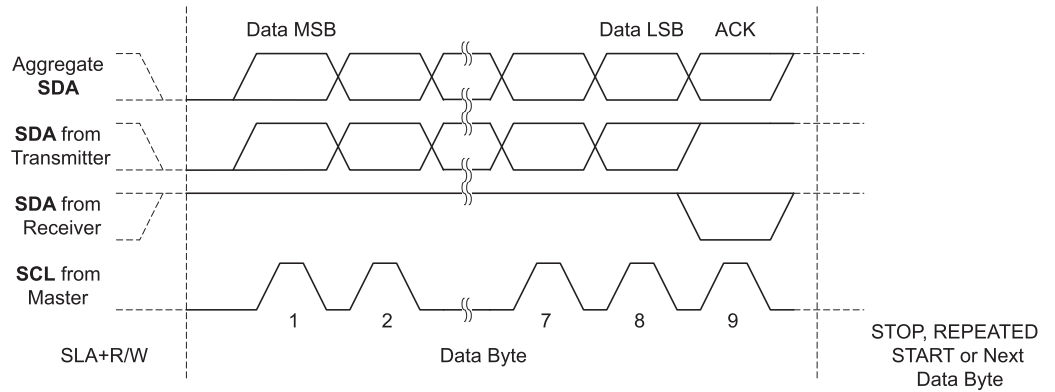 Data MSB
Data LSB
ACK
Aggregate
SDA
SDA from
Transmitter
SDA from
Receiver
SCL from
Master
1
2
7
8
9
SLA+R/W
Data Byte
STOP, REPEATED
START or Next
Data Byte